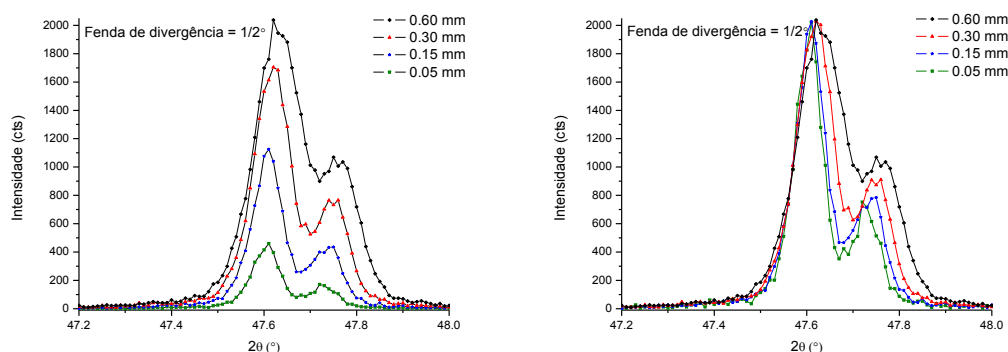 Fenda de divergência = 1/2°
0.60 mm
0.30 mm
0.15 mm
0.05 mm
Intensidade (cts)
2000
1800
1600
1400
1200
1000
800
600
400
200
0
47.2
47.4
47.6
47.8
48.0
2θ (°)
Fenda de divergência = 1/2°
0.60 mm
0.30 mm
0.15 mm
0.05 mm
Intensidade (cts)
2000
1800
1600
1400
1200
1000
800
600
400
200
0
47.2
47.4
47.6
47.8
48.0
2θ (°)